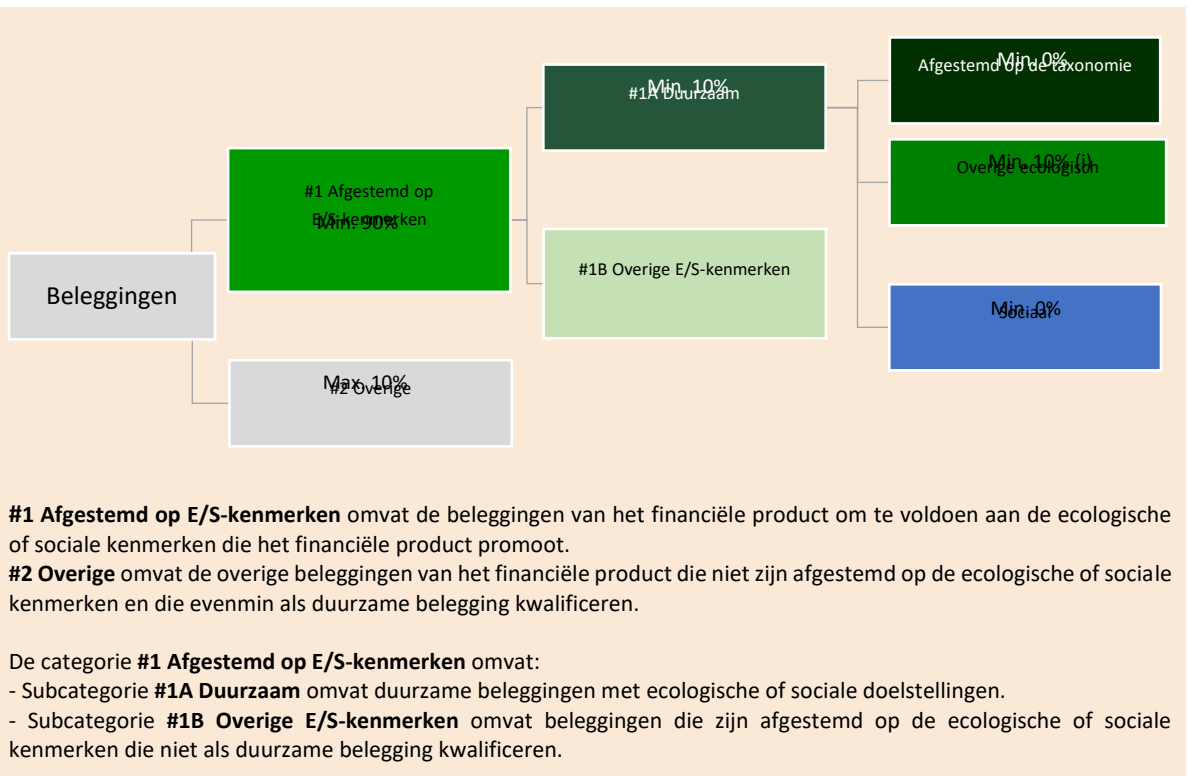 Min. 0%
Afgestemd op de taxonomie
Min. 10%
#1A Duurzaam
Min. 10% (i)
Overige ecologisch
#1 Afgestemd op
E/S-kenmerken
Min. 90%
#1B Overige E/S-kenmerken
Beleggingen
Min. 0%
Sociaal
Max. 10%
#2 Overige
#1 Afgestemd op E/S-kenmerken omvat de beleggingen van het financiële product om te voldoen aan de ecologische
of sociale kenmerken die het financiële product promoot.
#2 Overige omvat de overige beleggingen van het financiële product die niet zijn afgestemd op de ecologische of sociale
kenmerken en die evenmin als duurzame belegging kwalificeren.
De categorie #1 Afgestemd op E/S-kenmerken omvat:
- Subcategorie #1A Duurzaam omvat duurzame beleggingen met ecologische of sociale doelstellingen.
- Subcategorie #1B Overige E/S-kenmerken omvat beleggingen die zijn afgestemd op de ecologische of sociale
kenmerken die niet als duurzame belegging kwalificeren.